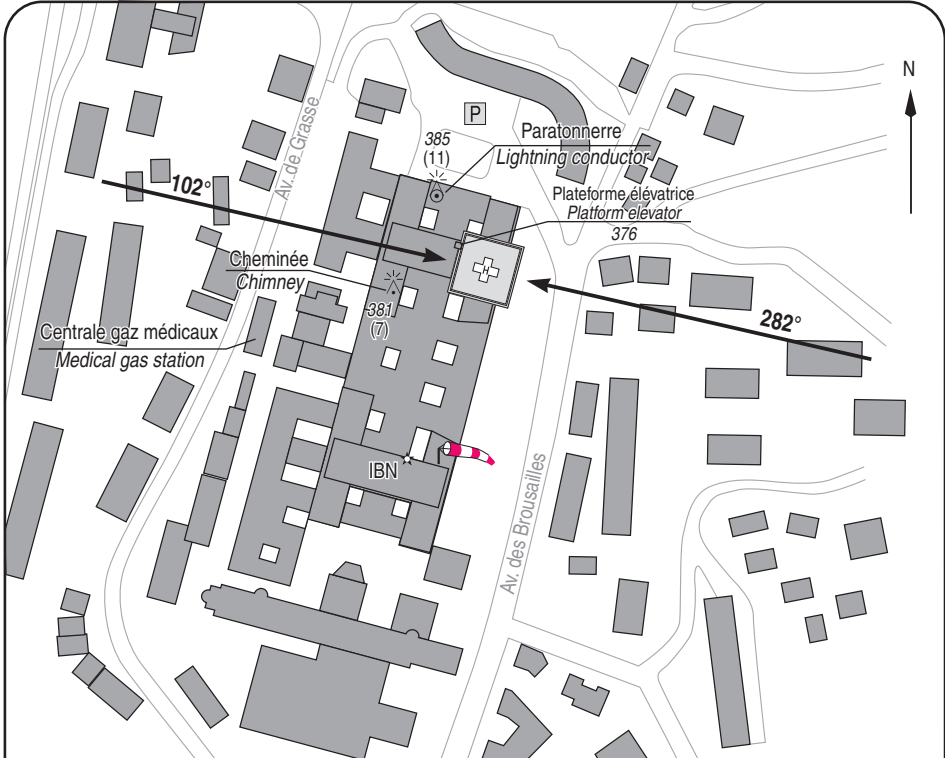 N
P
Paratonnerre
Lightning conductor
385
(11)
102°
Av. de Grasse
Plateforme élévatrice
Platform elevator
376
H
Cheminée
Chimney
381
(7)
282°
Centrale gaz médicaux
Medical gas station
IBN
Av. des Brousailles